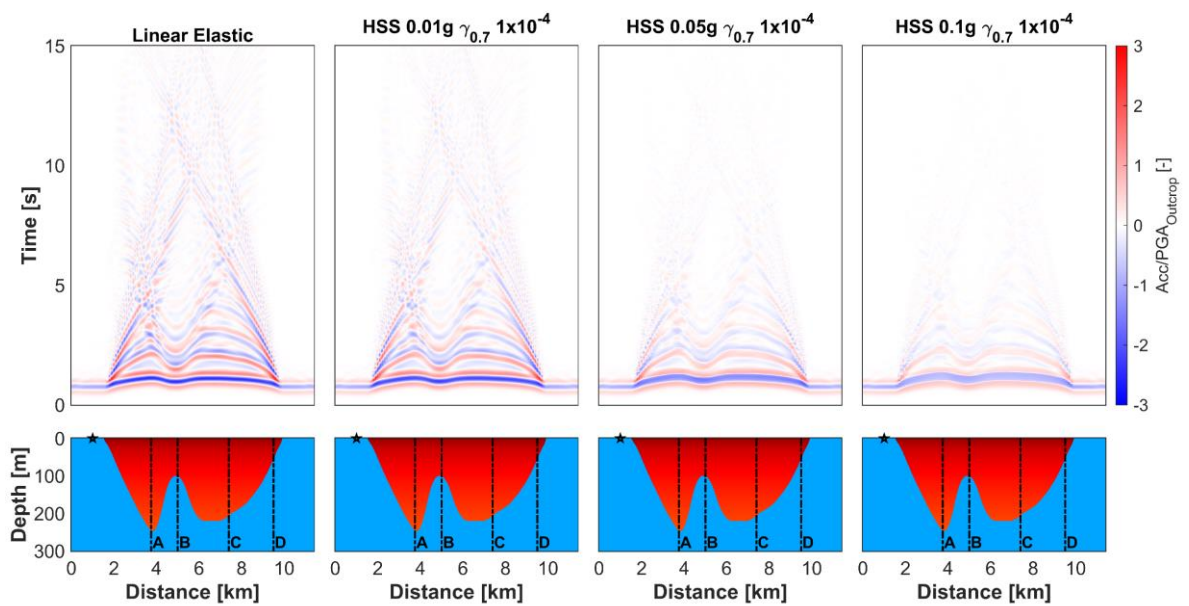 Linear Elastic
HSS 0.01g γ0.7 1x10-4
HSS 0.05g γ0.7 1x10-4
HSS 0.1g γ0.7 1x10-4
15
10
5
0
Time [s]
3
2
1
0
-1
-2
-3
Acc/PGAOutcrop [-]
0
100
200
300
Depth [m]
A B C D
A B C D
A B C D
A B C D
0 2 4 6 8 10
0 2 4 6 8 10
0 2 4 6 8 10
0 2 4 6 8 10
Distance [km]
Distance [km]
Distance [km]
Distance [km]